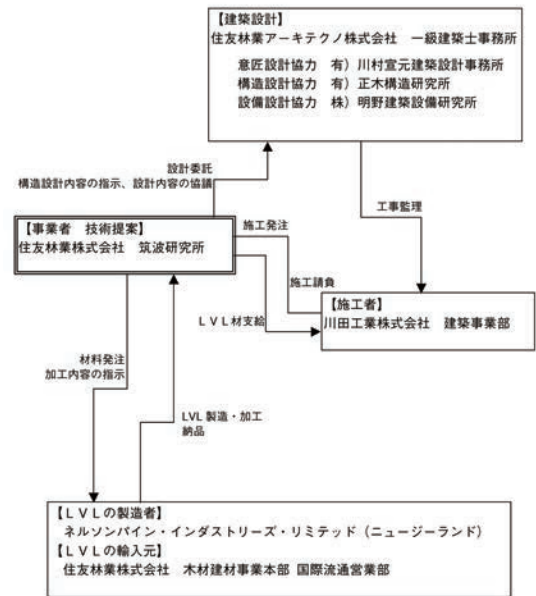 【建築設計】
住友林業アーキテクノ株式会社　一級建築士事務所
意匠設計協力　有）川村宣元建築設計事務所
構造設計協力　有）正木構造研究所
設備設計協力　株）明野建築設備研究所
設計委託
構造設計内容の指示、設計内容の協議
工事監理
【事業者　技術提案】
住友林業株式会社　筑波研究所
施工発注
施工請負
ＬＶＬ材支給
【施工者】
川田工業株式会社　建築事業部
材料発注
加工内容の指示
LVL 製造・加工
納品
【ＬＶＬの製造者】
ネルソンパイン・インダストリーズ・リミテッド（ニュージーランド）
【ＬＶＬの輸入元】
住友林業株式会社　木材建材事業本部 国際流通営業部